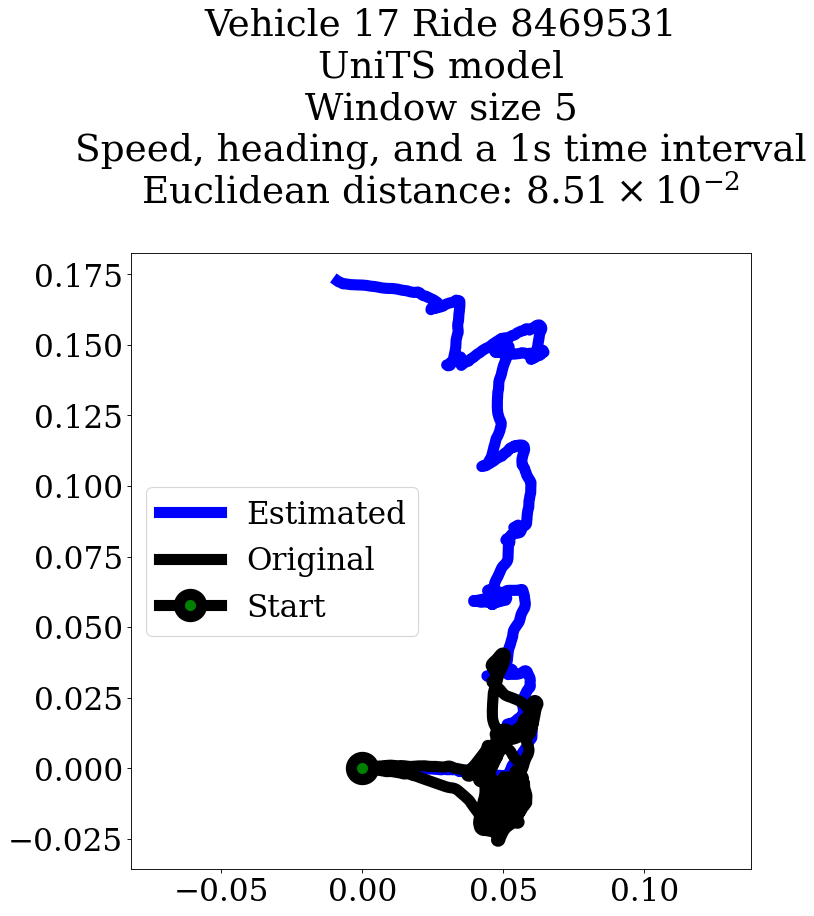 Vehicle 17 Ride 8469531
UniTS model
Window size 5
Speed, heading, and a 1s time interval
Euclidean distance: 8.51 × 10⁻²
0.175
0.150
0.125
0.100
0.075
0.050
0.025
0.000
−0.025
Estimated
Original
Start
−0.05 0.00 0.05 0.10